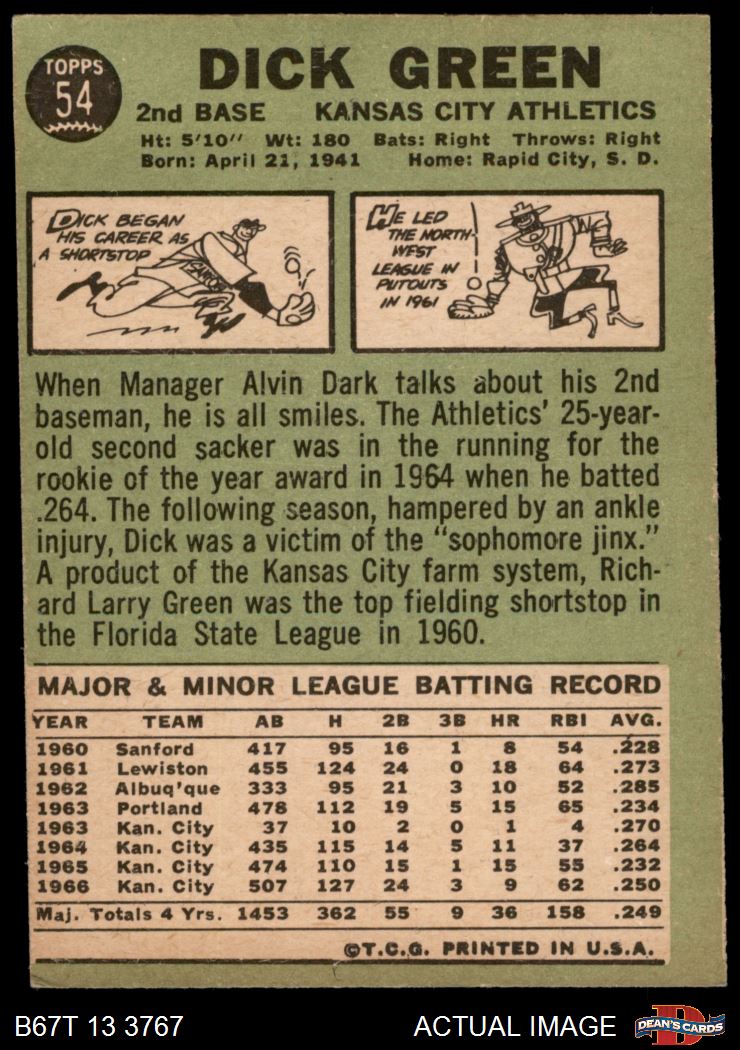 TOPPS
54
DICK GREEN
2nd BASE KANSAS CITY ATHLETICS
Ht: 5'10" Wt: 180 Bats: Right Throws: Right
Born: April 21, 1941 Home: Rapid City, S. D.
DICK BEGAN
HIS CAREER AS
A SHORTSTOP
HE LED
THE NORTH-
WEST
LEAGUE IN
PUTOUTS
IN 1961
When Manager Alvin Dark talks about his 2nd
baseman, he is all smiles. The Athletics' 25-year-
old second sacker was in the running for the
rookie of the year award in 1964 when he batted
.264. The following season, hampered by an ankle
injury, Dick was a victim of the "sophomore jinx."
A product of the Kansas City farm system, Rich-
ard Larry Green was the top fielding shortstop in
the Florida State League in 1960.
MAJOR & MINOR LEAGUE BATTING RECORD
YEAR TEAM AB H 2B 3B HR RBI AVG.
1960 Sanford 417 95 16 1 8 54 .228
1961 Lewiston 455 124 24 0 18 64 .273
1962 Albuq'que 333 95 21 3 10 52 .285
1963 Portland 478 112 19 5 15 65 .234
1963 Kan. City 37 10 2 0 1 4 .270
1964 Kan. City 435 115 14 5 11 37 .264
1965 Kan. City 474 110 15 1 15 55 .232
1966 Kan. City 507 127 24 3 9 62 .250
Maj. Totals 4 Yrs. 1453 362 55 9 36 158 .249
©T.C.G. PRINTED IN U.S.A.
B67T 13 3767 ACTUAL IMAGE
DEAN'S CARDS